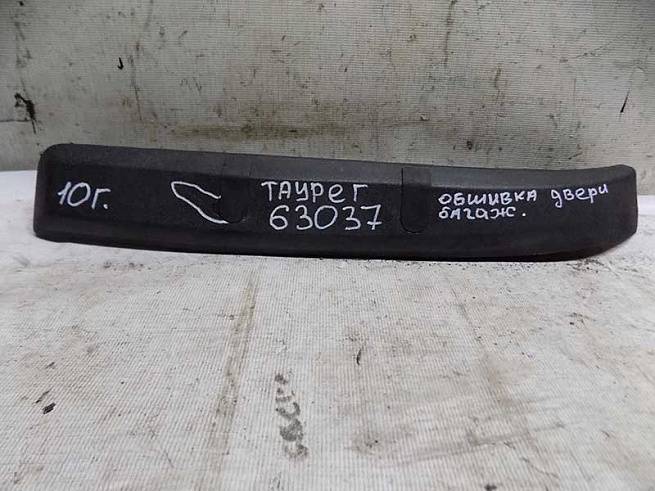 10г.
ТАУРЕГ
63037
ОБШИВКА двери
багаж.